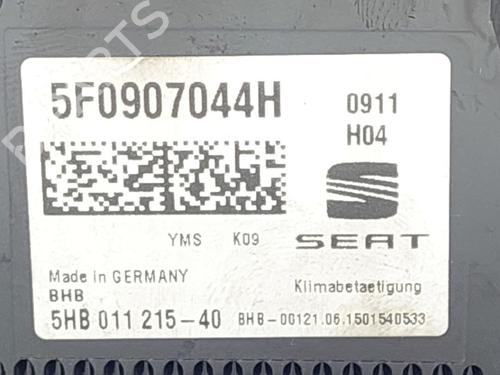 5F0907044H 0911
H04
YMS K09 SEAT
Made in GERMANY Klimabetaetigung
BHB
5HB 011 215-40 BHB-00121.06.1501540533
PARTS